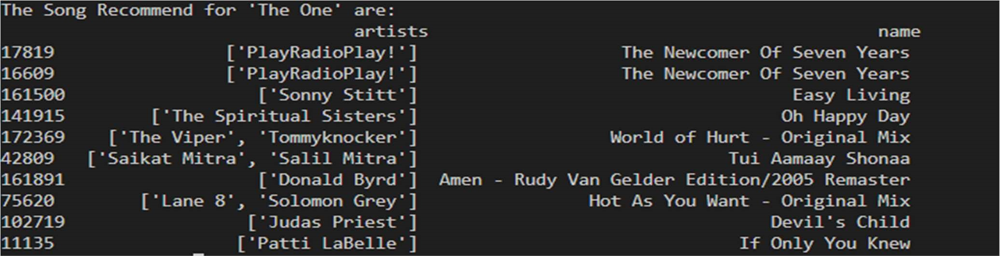 The Song Recommend for 'The One' are:
artists name
17819 ['PlayRadioPlay!'] The Newcomer Of Seven Years
16609 ['PlayRadioPlay!'] The Newcomer Of Seven Years
161500 ['Sonny Stitt'] Easy Living
141915 ['The Spiritual Sisters'] Oh Happy Day
172369 ['The Viper', 'Tommyknocker'] World of Hurt - Original Mix
42809 ['Saikat Mitra', 'Salil Mitra'] Tui Aamaay Shonaa
161891 ['Donald Byrd'] Amen - Rudy Van Gelder Edition/2005 Remaster
75620 ['Lane 8', 'Solomon Grey'] Hot As You Want - Original Mix
102719 ['Judas Priest'] Devil's Child
11135 ['Patti LaBelle'] If Only You Knew